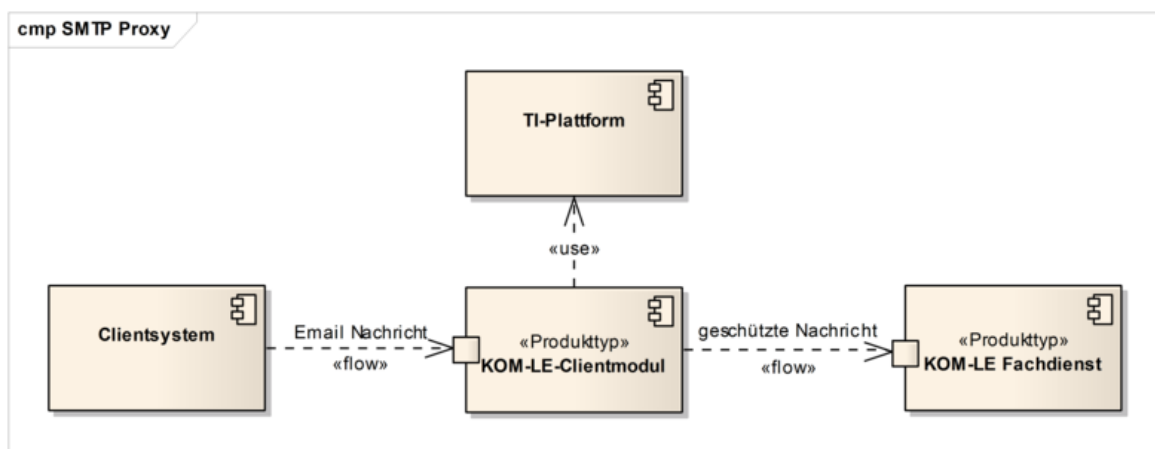 cmp SMTP Proxy
TI-Plattform
«use»
Clientsystem
Email Nachricht
«flow»
«Produkttyp»
KOM-LE-Clientmodul
geschützte Nachricht
«flow»
«Produkttyp»
KOM-LE Fachdienst